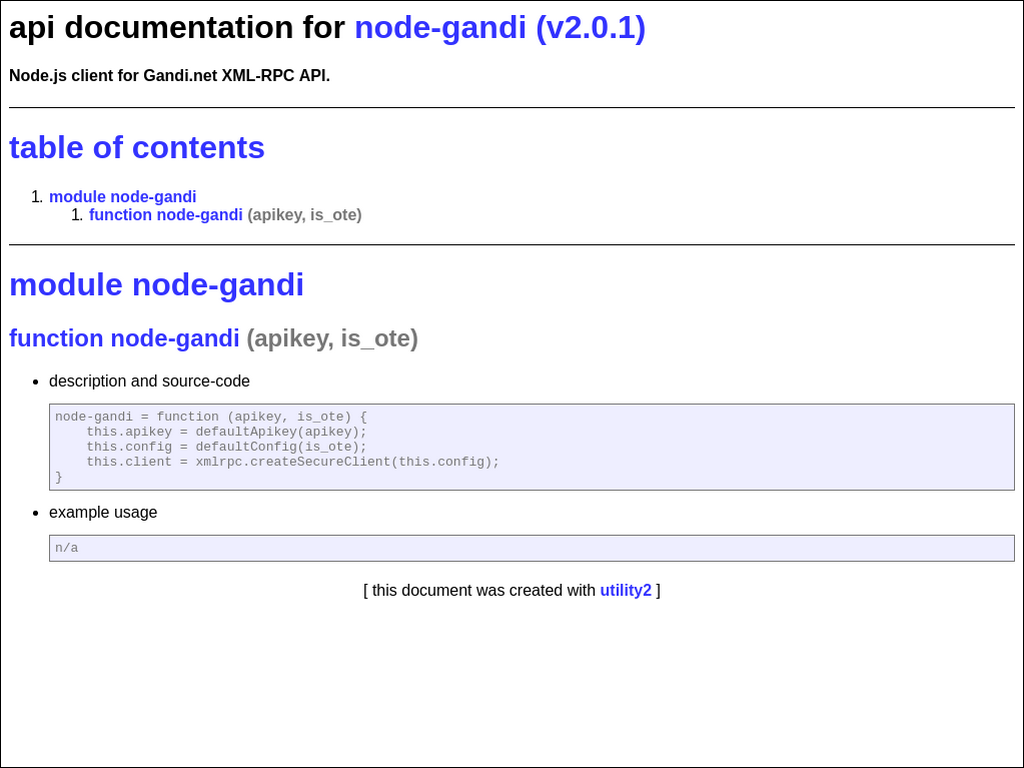 api documentation for node-gandi (v2.0.1)
Node.js client for Gandi.net XML-RPC API.
table of contents
1. module node-gandi
1. function node-gandi (apikey, is_ote)
module node-gandi
function node-gandi (apikey, is_ote)
• description and source-code
node-gandi = function (apikey, is_ote) {
    this.apikey = defaultApikey(apikey);
    this.config = defaultConfig(is_ote);
    this.client = xmlrpc.createSecureClient(this.config);
}
• example usage
n/a
[ this document was created with utility2 ]